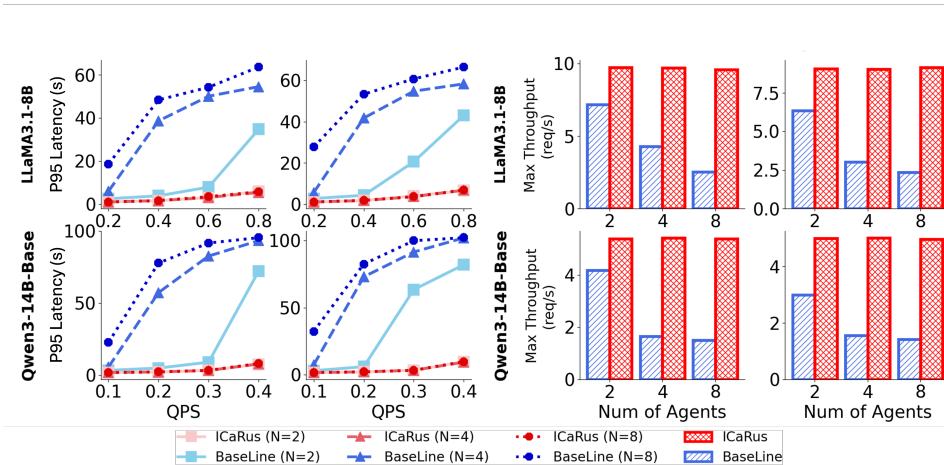 LLaMA3.1-8B
P95 Latency (s)
60
40
20
0
0.2
0.4
0.6
0.8
60
40
20
0
0.2
0.4
0.6
0.8
LLaMA3.1-8B
Max Throughput
(req/s)
10
5
0
2
4
8
7.5
5.0
2.5
0.0
2
4
8
Qwen3-14B-Base
P95 Latency (s)
100
50
0
0.1
0.2
0.3
0.4
QPS
100
50
0
0.1
0.2
0.3
0.4
QPS
Qwen3-14B-Base
Max Throughput
(req/s)
4
2
0
2
4
8
Num of Agents
4
2
0
2
4
8
Num of Agents
ICaRus (N=2)
ICaRus (N=4)
ICaRus (N=8)
ICaRus
BaseLine (N=2)
BaseLine (N=4)
BaseLine (N=8)
BaseLine